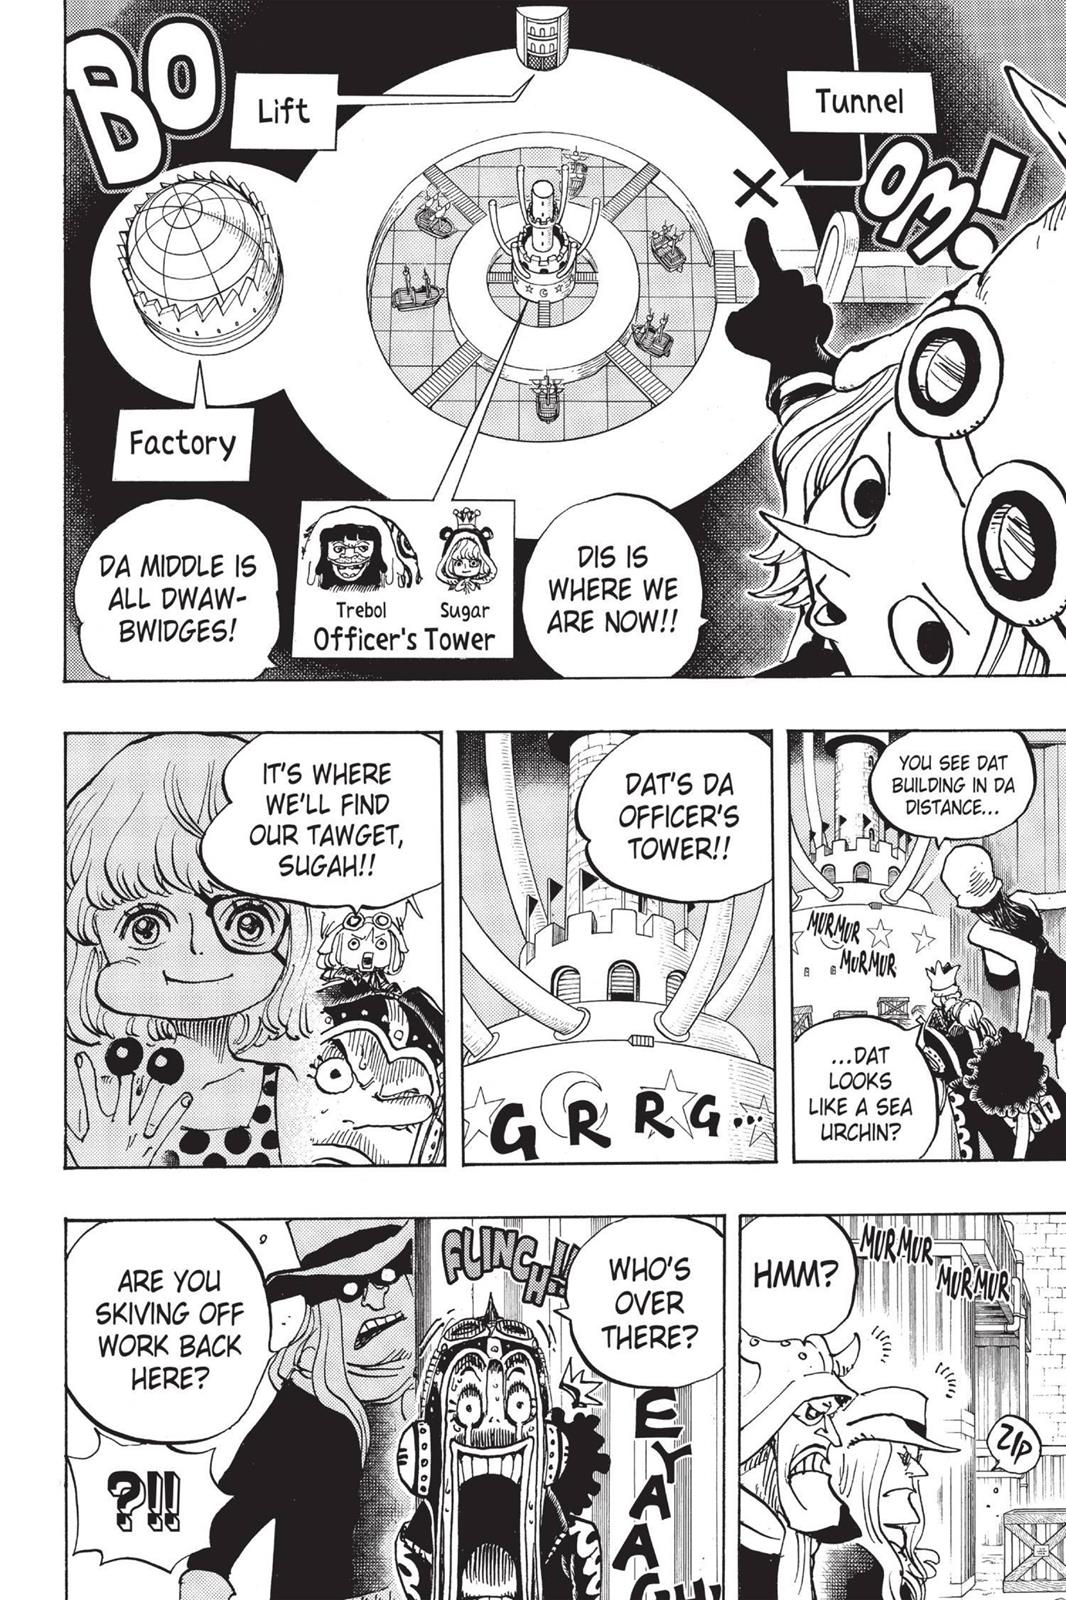 BO
OM!
Tunnel
Lift
Factory
DIS IS
WHERE WE
ARE NOW!!
Trebol Sugar
Officer's Tower
DA MIDDLE IS
ALL DWAW-
BWIDGES!
YOU SEE DAT
BUILDING IN DA
DISTANCE...
MURMUR
MURMUR
...DAT
LOOKS
LIKE A SEA
URCHIN?
DAT'S DA
OFFICER'S
TOWER!!
GRRG...
IT'S WHERE
WE'LL FIND
OUR TAWGET,
SUGAH!!
MURMUR
MURMUR
HMM?
ZIP
WHO'S
OVER
THERE?
FLINCH!!
EYAAGH!
ARE YOU
SKIVING OFF
WORK BACK
HERE?
?!!